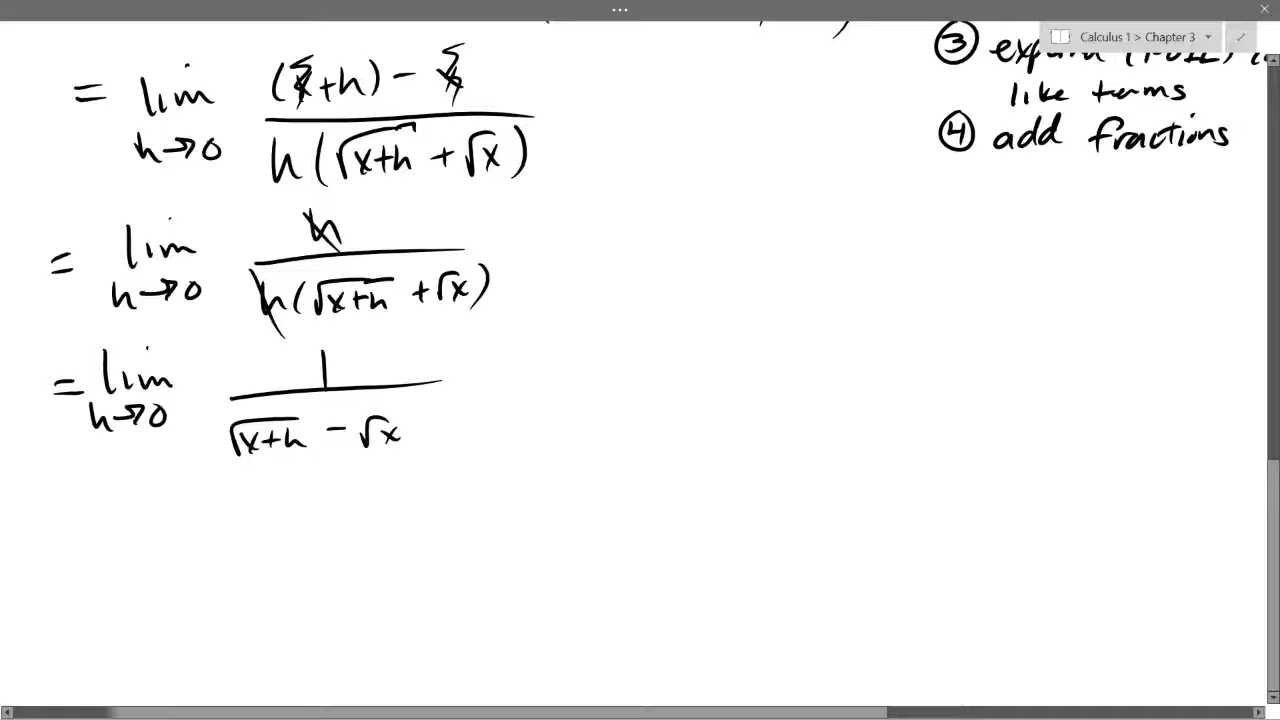 Calculus 1 > Chapter 3
③ expand (FOIL)
like terms
④ add fractions
= lim h→0 ((x+h) - x) / (h(√(x+h) + √x))
= lim h→0 h / (h(√(x+h) + √x))
= lim h→0 1 / (√(x+h) - √x)